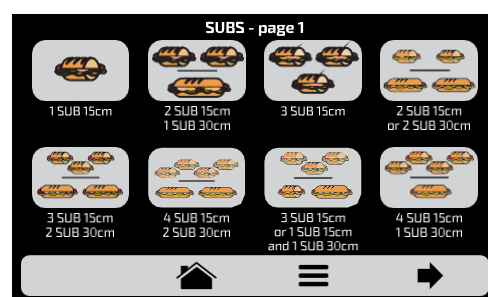 SUBS - page 1
1 SUB 15cm
2 SUB 15cm
1 SUB 30cm
3 SUB 15cm
2 SUB 15cm
or 2 SUB 30cm
3 SUB 15cm
2 SUB 30cm
4 SUB 15cm
2 SUB 30cm
3 SUB 15cm
or 1 SUB 15cm
and 1 SUB 30cm
4 SUB 15cm
1 SUB 30cm